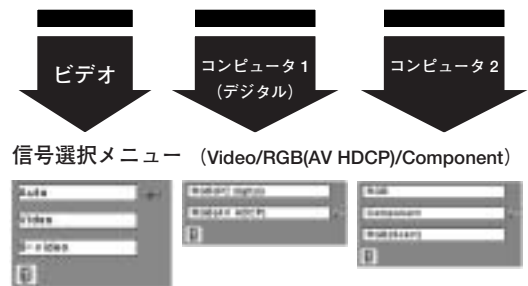 ビデオ
コンピュータ1
(デジタル)
コンピュータ2
信号選択メニュー (Video/RGB(AV HDCP)/Component)
Auto
Video
S-video
RGB(PC digital)
RGB(AV HDCP)
RGB
Component
RGB(Scart)